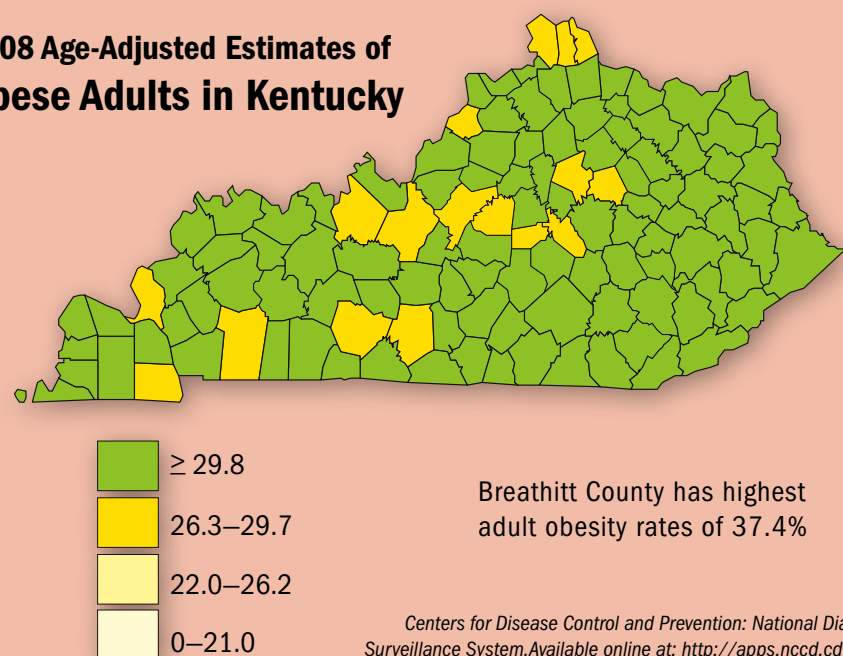 08 Age-Adjusted Estimates of
ese Adults in Kentucky
≥ 29.8
26.3–29.7
22.0–26.2
0–21.0
Breathitt County has highest
adult obesity rates of 37.4%
Centers for Disease Control and Prevention: National Dia
Surveillance System.Available online at: http://apps.nccd.cd